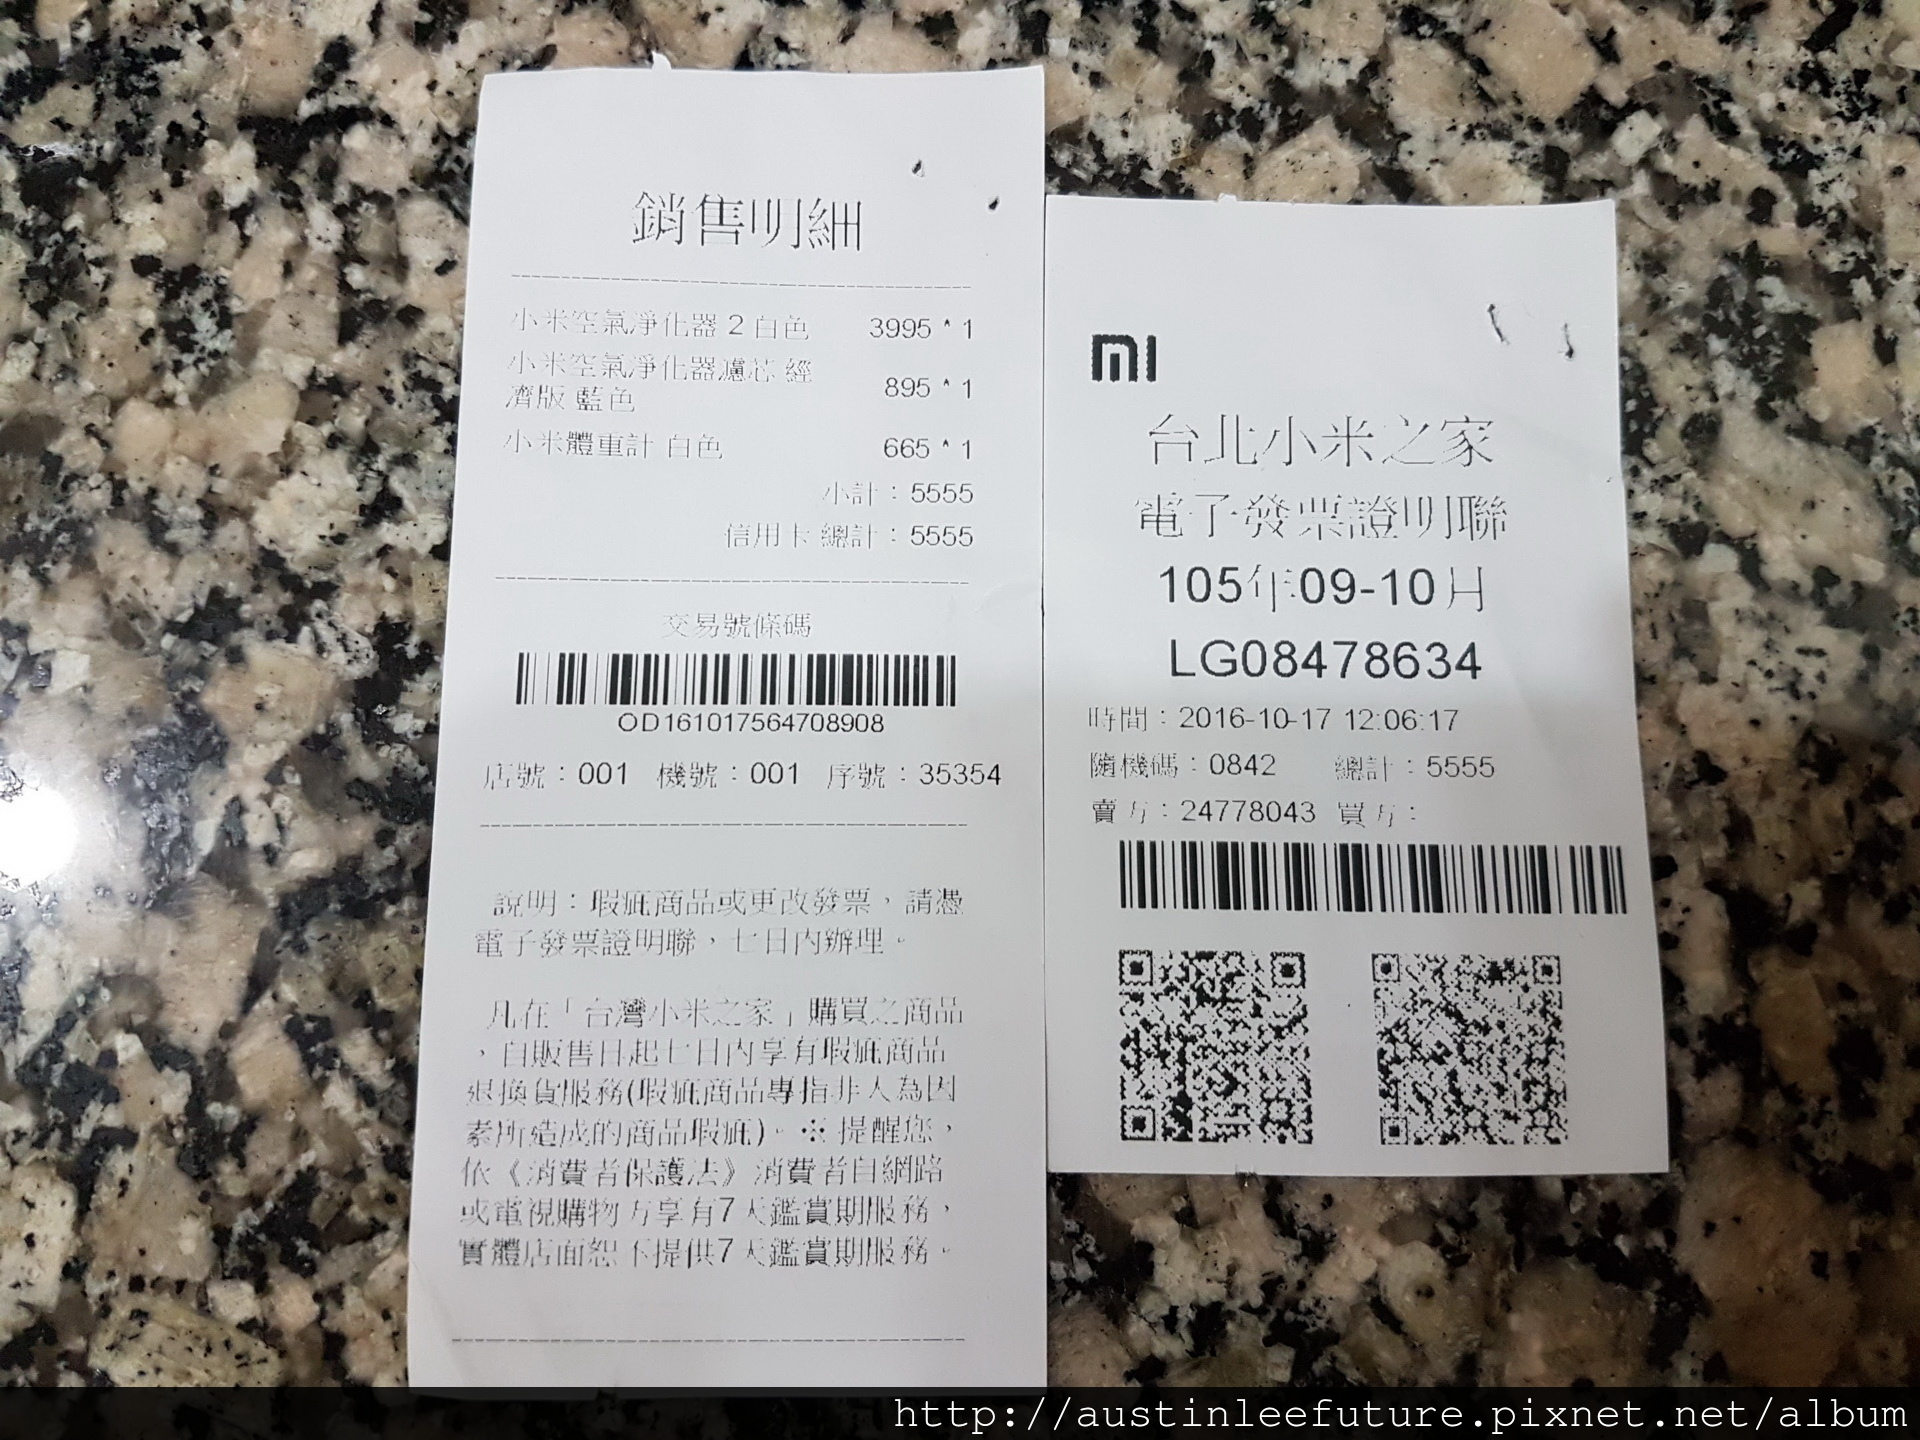 銷售明細
小米空氣淨化器 2 白色 3995 * 1
小米空氣淨化器濾芯 經
濟版 藍色 895 * 1
小米體重計 白色 665 * 1
小計：5555
信用卡 總計：5555
交易號條碼
OD161017564708908
店號：001 機號：001 序號：35354
說明：瑕疵商品或更改發票，請憑
電子發票證明聯，七日內辦理。
凡在「台灣小米之家」購買之商品
，自販售日起七日內享有瑕疵商品
退換貨服務(瑕疵商品專指非人為因
素所造成的商品瑕疵)。※ 提醒您，
依《消費者保護法》消費者自網路
或電視購物方享有7天鑑賞期服務，
實體店面恕不提供7天鑑賞期服務。
MI
台北小米之家
電子發票證明聯
105年09-10月
LG08478634
時間：2016-10-17 12:06:17
隨機碼：0842 總計：5555
賣方：24778043 買方：
http://austinleefuture.pixnet.net/album